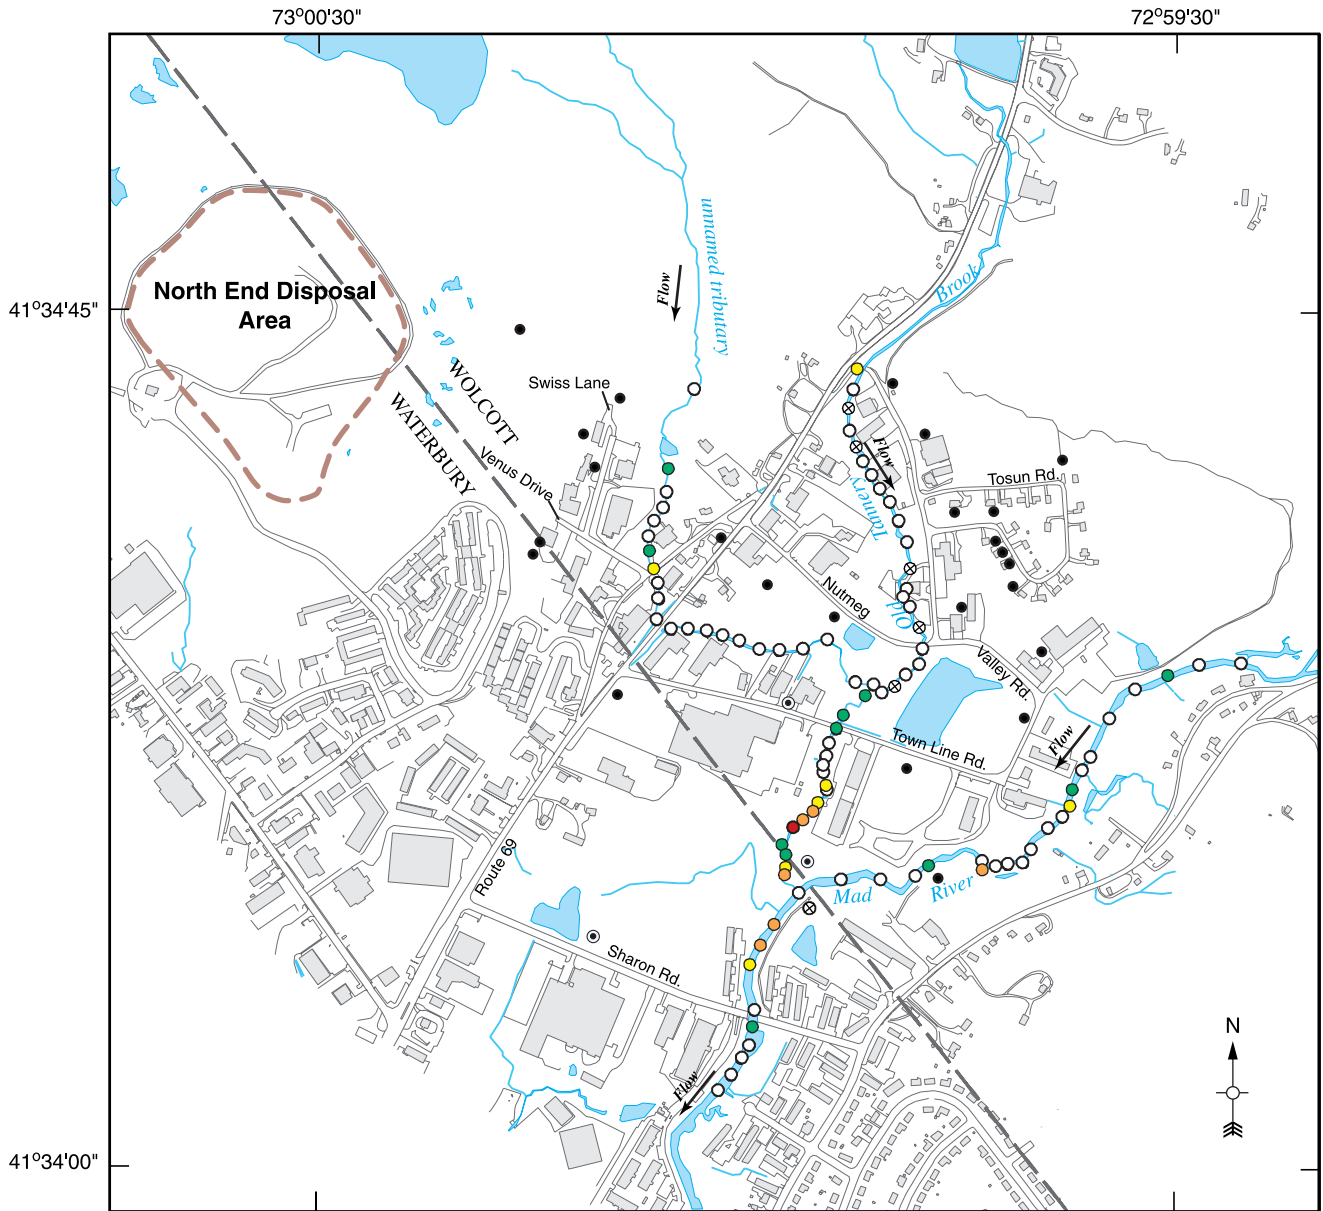 73°00'30"
72°59'30"
41°34'45"
41°34'00"
North End Disposal
Area
unnamed tributary
Flow
Brook
Swiss Lane
WOLCOTT
WATERBURY
Venus Drive
Flow
Tannery
Tosun Rd.
Old
Nutmeg
Valley Rd.
Town Line Rd.
Flow
Route 69
Mad
River
Sharon Rd.
Flow
N